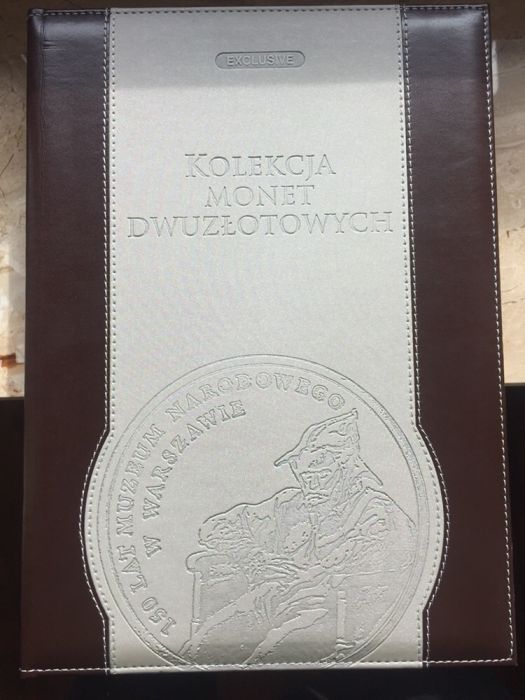 EXCLUSIVE
KOLEKCJA
MONET
DWUZŁOTOWYCH
150 LAT MUZEUM NARODOWEGO
W WARSZAWIE